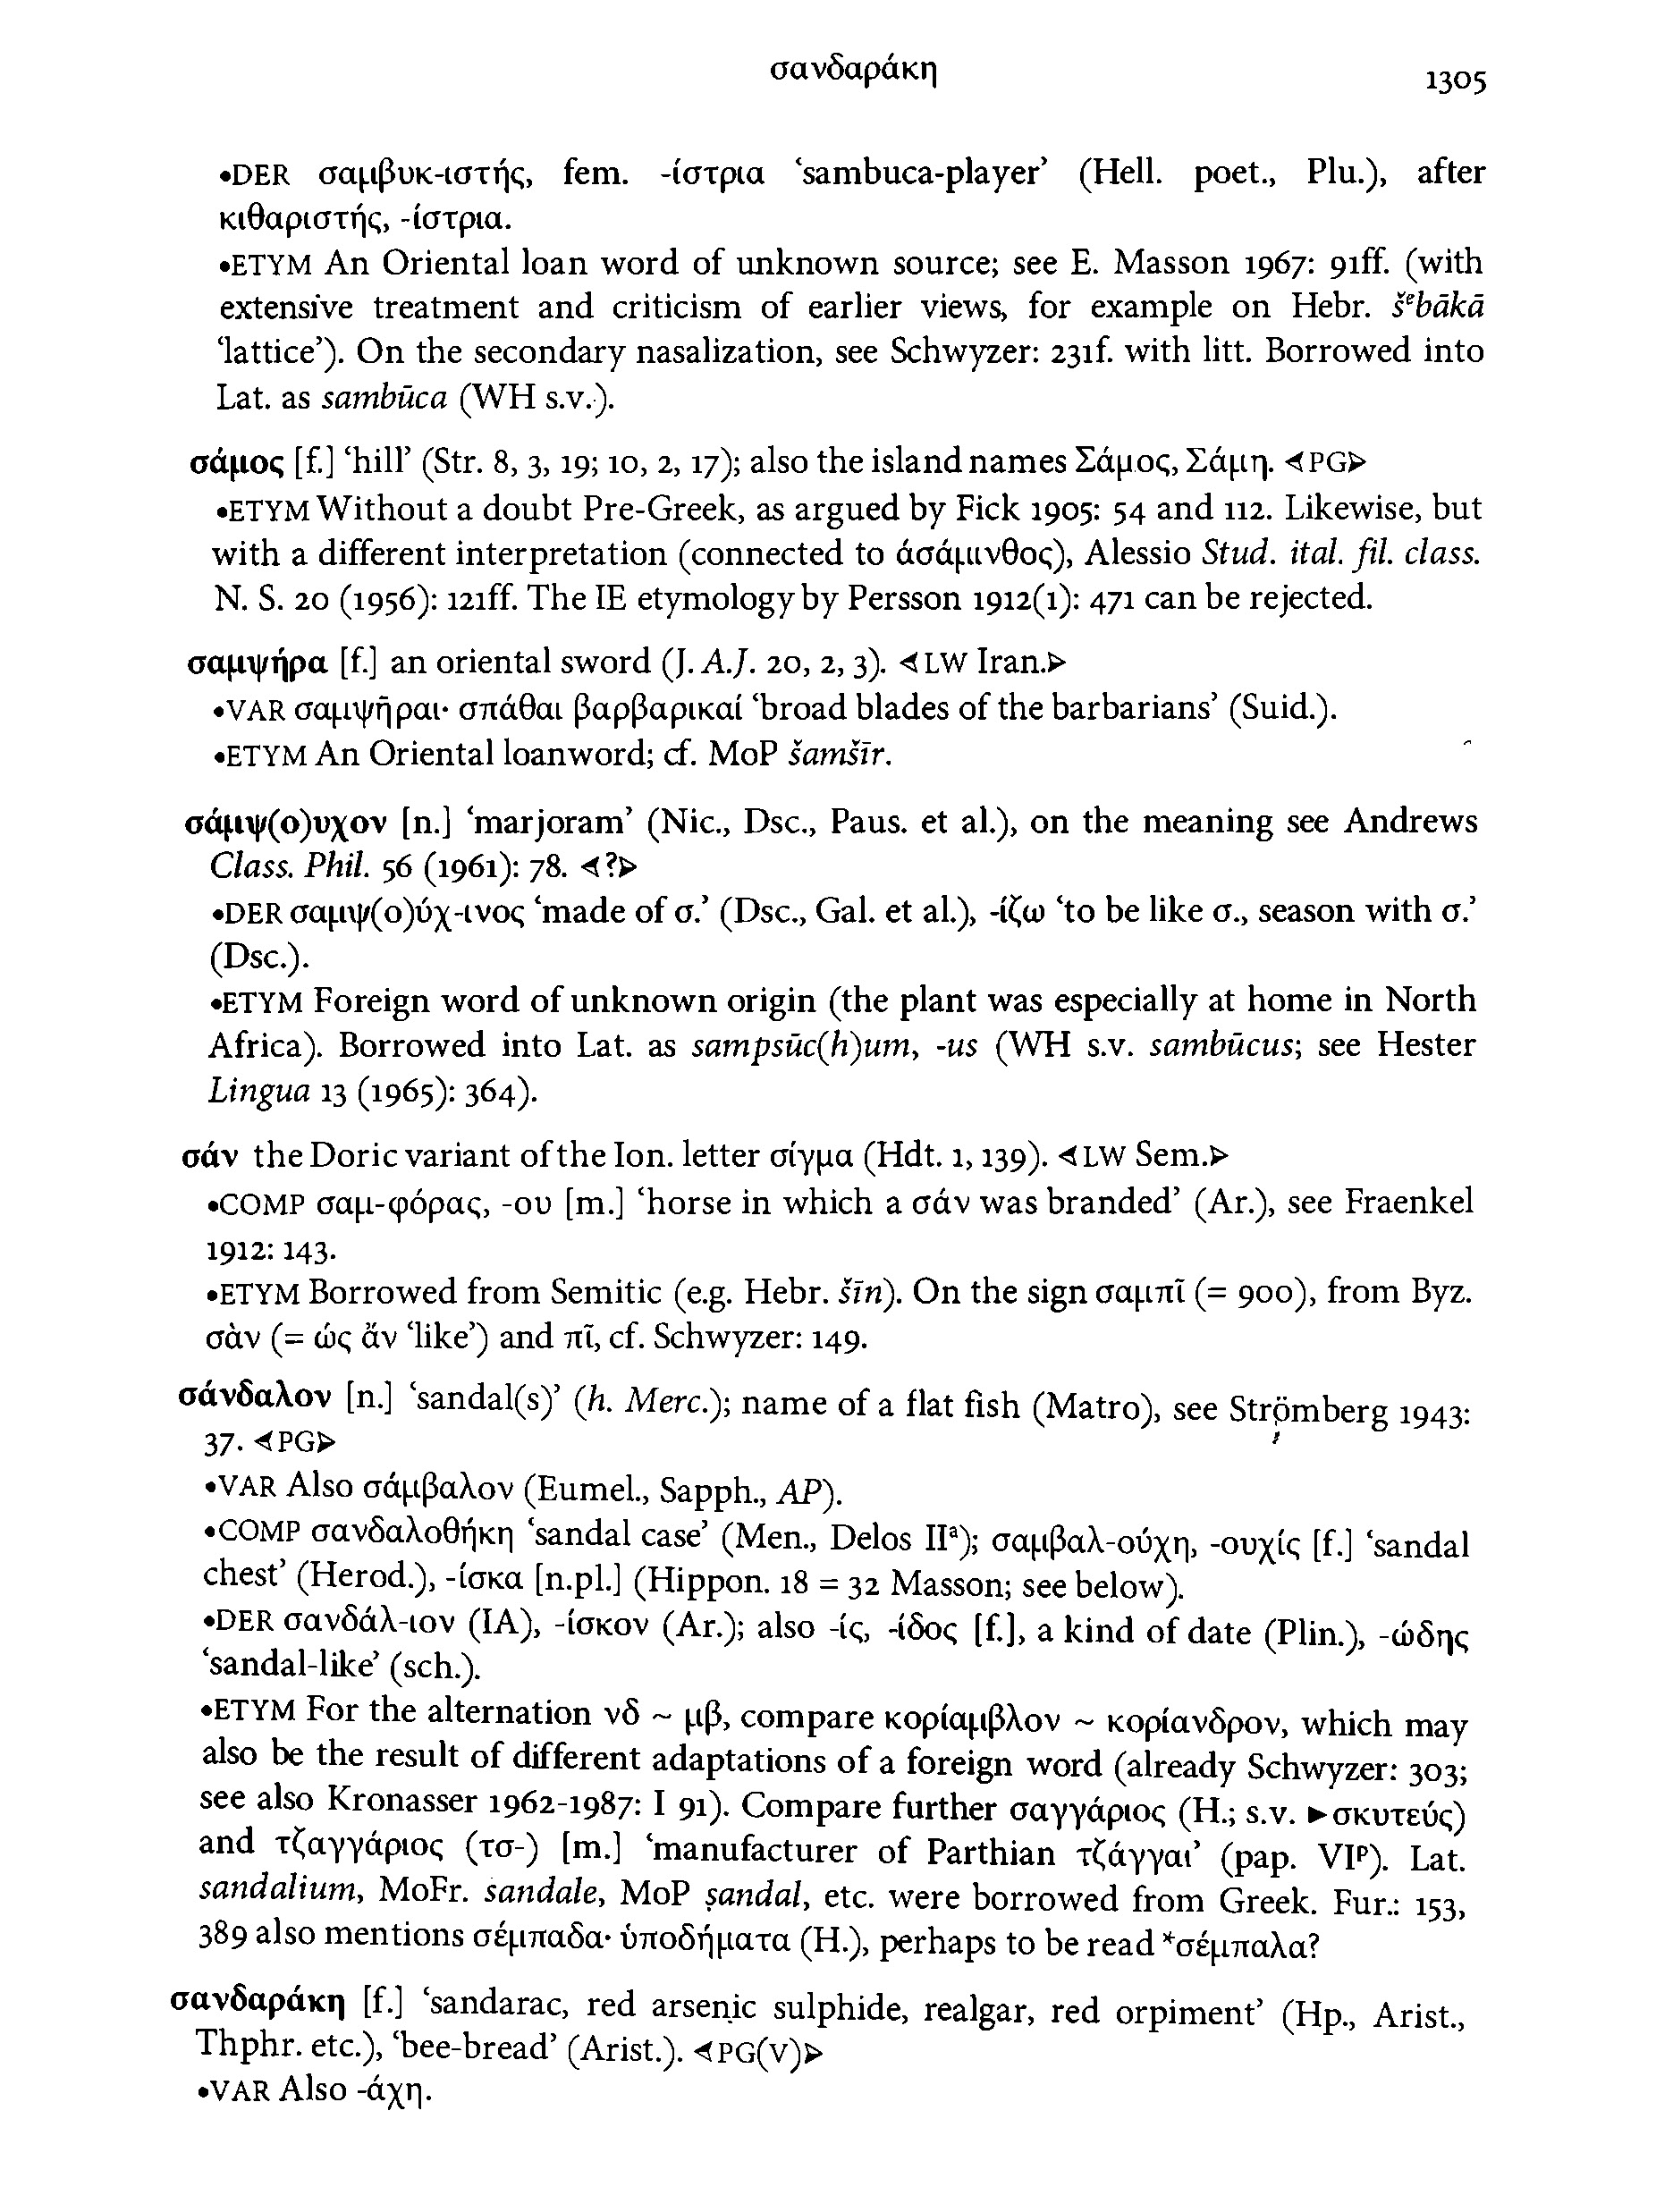 σανδαράκη
1305
•DER σαμβυκ-ιστής, fem. -ίστρια ‘sambuca-player’ (Hell. poet., Plu.), after
κιθαριστής, -ίστρια.
•ETYM An Oriental loan word of unknown source; see E. Masson 1967: 91ff. (with
extensive treatment and criticism of earlier views, for example on Hebr. šᵉbākā
‘lattice’). On the secondary nasalization, see Schwyzer: 231f. with litt. Borrowed into
Lat. as sambūca (WH s.v.).
σάμος [f.] ‘hill’ (Str. 8, 3, 19; 10, 2, 17); also the island names Σάμος, Σάμη. ◁PG▷
•ETYM Without a doubt Pre-Greek, as argued by Fick 1905: 54 and 112. Likewise, but
with a different interpretation (connected to ἀσάμινθος), Alessio Stud. ital. fil. class.
N. S. 20 (1956): 121ff. The IE etymology by Persson 1912(1): 471 can be rejected.
σαμψήρα [f.] an oriental sword (J. A.J. 20, 2, 3). ◁LW Iran.▷
•VAR σαμψῆραι· σπάθαι βαρβαρικαί ‘broad blades of the barbarians’ (Suid.).
•ETYM An Oriental loanword; cf. MoP šamšīr.
σάμψ(ο)υχον [n.] ‘marjoram’ (Nic., Dsc., Paus. et al.), on the meaning see Andrews
Class. Phil. 56 (1961): 78. ◁?▷
•DER σαμψ(ο)ύχ-ινος ‘made of σ.’ (Dsc., Gal. et al.), -ίζω ‘to be like σ., season with σ.’
(Dsc.).
•ETYM Foreign word of unknown origin (the plant was especially at home in North
Africa). Borrowed into Lat. as sampsūc(h)um, -us (WH s.v. sambūcus; see Hester
Lingua 13 (1965): 364).
σάν the Doric variant of the Ion. letter σίγμα (Hdt. 1, 139). ◁LW Sem.▷
•COMP σαμ-φόρας, -ου [m.] ‘horse in which a σάν was branded’ (Ar.), see Fraenkel
1912: 143.
•ETYM Borrowed from Semitic (e.g. Hebr. šīn). On the sign σαμπῖ (= 900), from Byz.
σὰν (= ὡς ἄν ‘like’) and πῖ, cf. Schwyzer: 149.
σάνδαλον [n.] ‘sandal(s)’ (h. Merc.); name of a flat fish (Matro), see Strömberg 1943:
37. ◁PG▷
•VAR Also σάμβαλον (Eumel., Sapph., AP).
•COMP σανδαλοθήκη ‘sandal case’ (Men., Delos IIᵃ); σαμβαλ-ούχη, -ουχίς [f.] ‘sandal
chest’ (Herod.), -ίσκα [n.pl.] (Hippon. 18 = 32 Masson; see below).
•DER σανδάλ-ιον (IA), -ίσκον (Ar.); also -ίς, -ίδος [f.], a kind of date (Plin.), -ώδης
‘sandal-like’ (sch.).
•ETYM For the alternation νδ ~ μβ, compare κορίαμβλον ~ κορίανδρον, which may
also be the result of different adaptations of a foreign word (already Schwyzer: 303;
see also Kronasser 1962-1987: I 91). Compare further σαγγάριος (H.; s.v. ▶σκυτεύς)
and τζαγγάριος (τσ-) [m.] ‘manufacturer of Parthian τζάγγαι’ (pap. VIᵖ). Lat.
sandalium, MoFr. sandale, MoP ṣandal, etc. were borrowed from Greek. Fur.: 153,
389 also mentions σέμπαδα· ὑποδήματα (H.), perhaps to be read *σέμπαλα?
σανδαράκη [f.] ‘sandarac, red arsenic sulphide, realgar, red orpiment’ (Hp., Arist.,
Thphr. etc.), ‘bee-bread’ (Arist.). ◁PG(V)▷
•VAR Also -άχη.